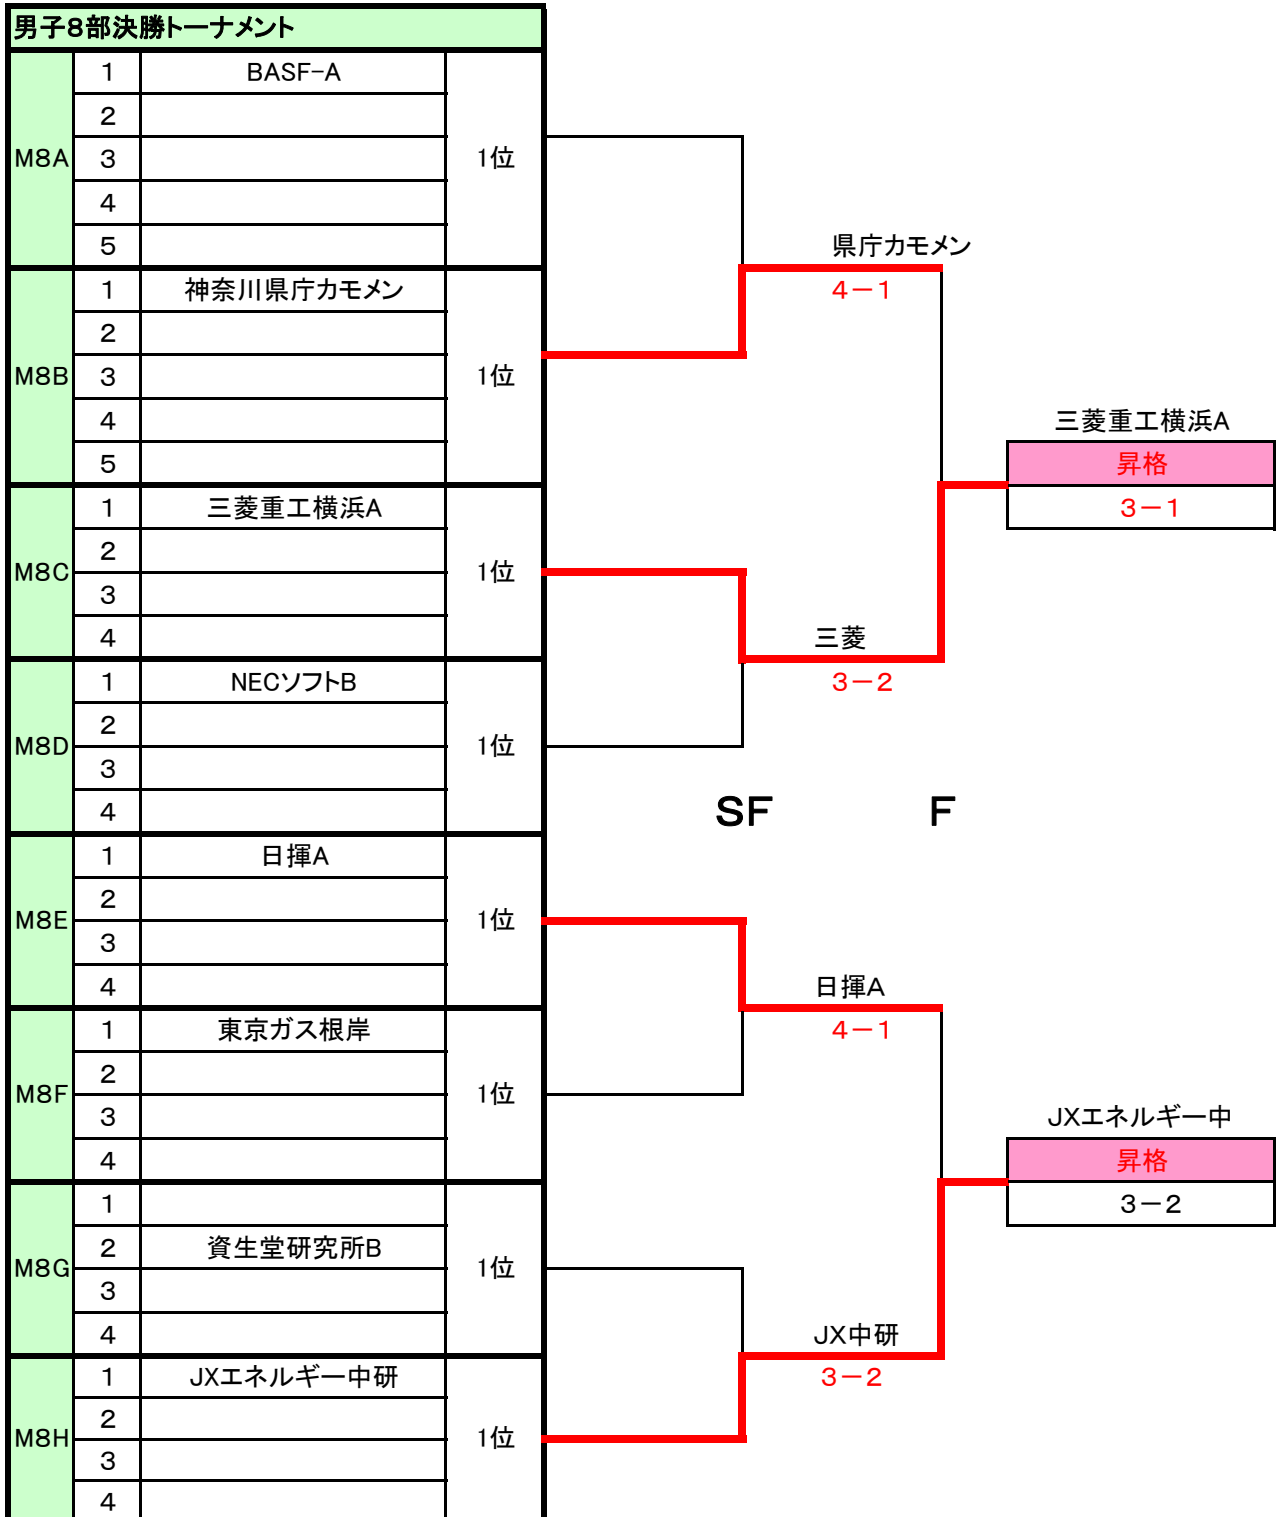 男子８部決勝トーナメント
M8A 1 BASF-A 1位
2
3
4
5
県庁カモメン
4－1
M8B 1 神奈川県庁カモメン 1位
2
3
4
5
三菱重工横浜A
昇格
3－1
M8C 1 三菱重工横浜A 1位
2
3
4
三菱
3－2
M8D 1 NECソフトB 1位
2
3
4
SF F
M8E 1 日揮A 1位
2
3
4
日揮A
4－1
M8F 1 東京ガス根岸 1位
2
3
4
JXエネルギー中
昇格
3－2
M8G 1 1位
2 資生堂研究所B
3
4
JX中研
3－2
M8H 1 JXエネルギー中研 1位
2
3
4